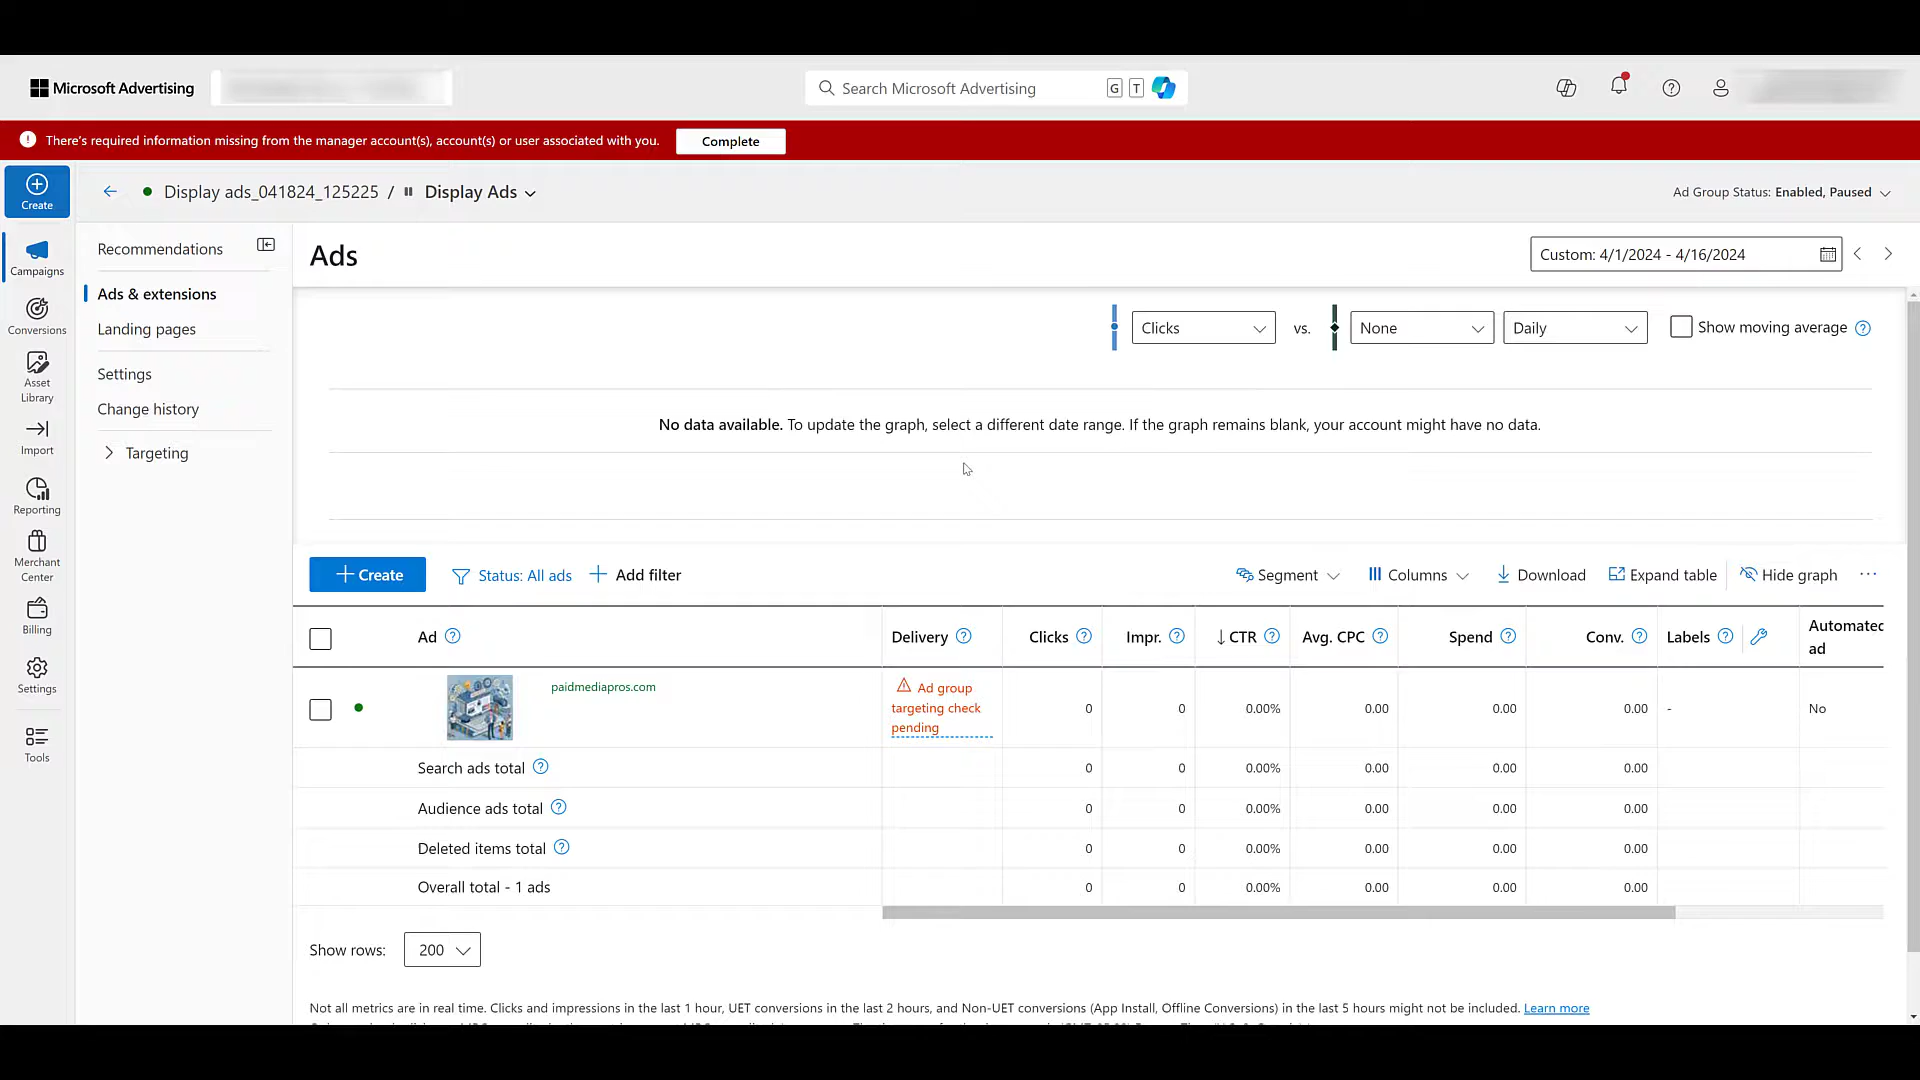 Microsoft Advertising
Search Microsoft Advertising
G
T
There's required information missing from the manager account(s), account(s) or user associated with you.
Complete
Create
Display ads_041824_125225 / Display Ads
Ad Group Status: Enabled, Paused
Campaigns
Conversions
Asset
Library
Import
Reporting
Merchant
Center
Billing
Settings
Tools
Recommendations
Ads & extensions
Landing pages
Settings
Change history
Targeting
Ads
Custom: 4/1/2024 - 4/16/2024
Clicks
vs.
None
Daily
Show moving average
No data available. To update the graph, select a different date range. If the graph remains blank, your account might have no data.
Create
Status: All ads
Add filter
Segment
Columns
Download
Expand table
Hide graph
Ad
Delivery
Clicks
Impr.
CTR
Avg. CPC
Spend
Conv.
Labels
Automated
ad
paidmediapros.com
Ad group
targeting check
pending
0 0 0.00% 0.00 0.00 0.00 - No
Search ads total 0 0 0.00% 0.00 0.00 0.00
Audience ads total 0 0 0.00% 0.00 0.00 0.00
Deleted items total 0 0 0.00% 0.00 0.00 0.00
Overall total - 1 ads 0 0 0.00% 0.00 0.00 0.00
Show rows: 200
Not all metrics are in real time. Clicks and impressions in the last 1 hour, UET conversions in the last 2 hours, and Non-UET conversions (App Install, Offline Conversions) in the last 5 hours might not be included. Learn more